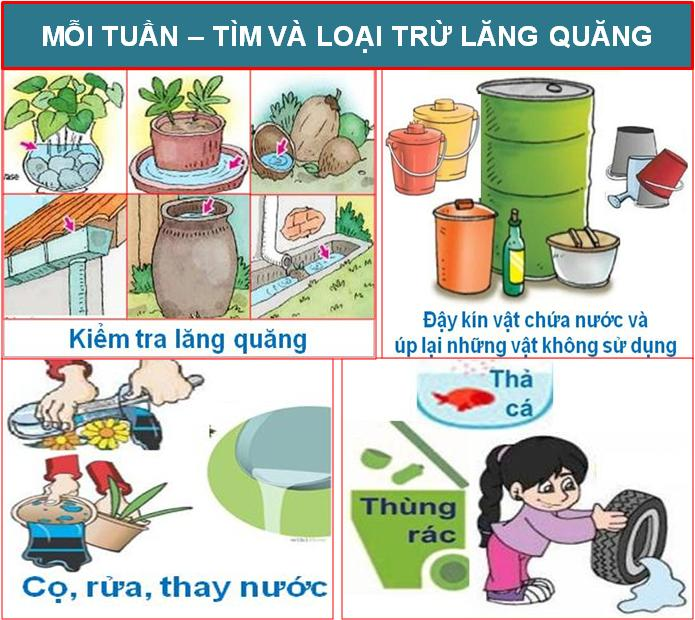 MỖI TUẦN – TÌM VÀ LOẠI TRỪ LĂNG QUĂNG
Kiểm tra lăng quăng
Đậy kín vật chứa nước và
úp lại những vật không sử dụng
Cọ, rửa, thay nước
Thả
cá
Thùng
rác